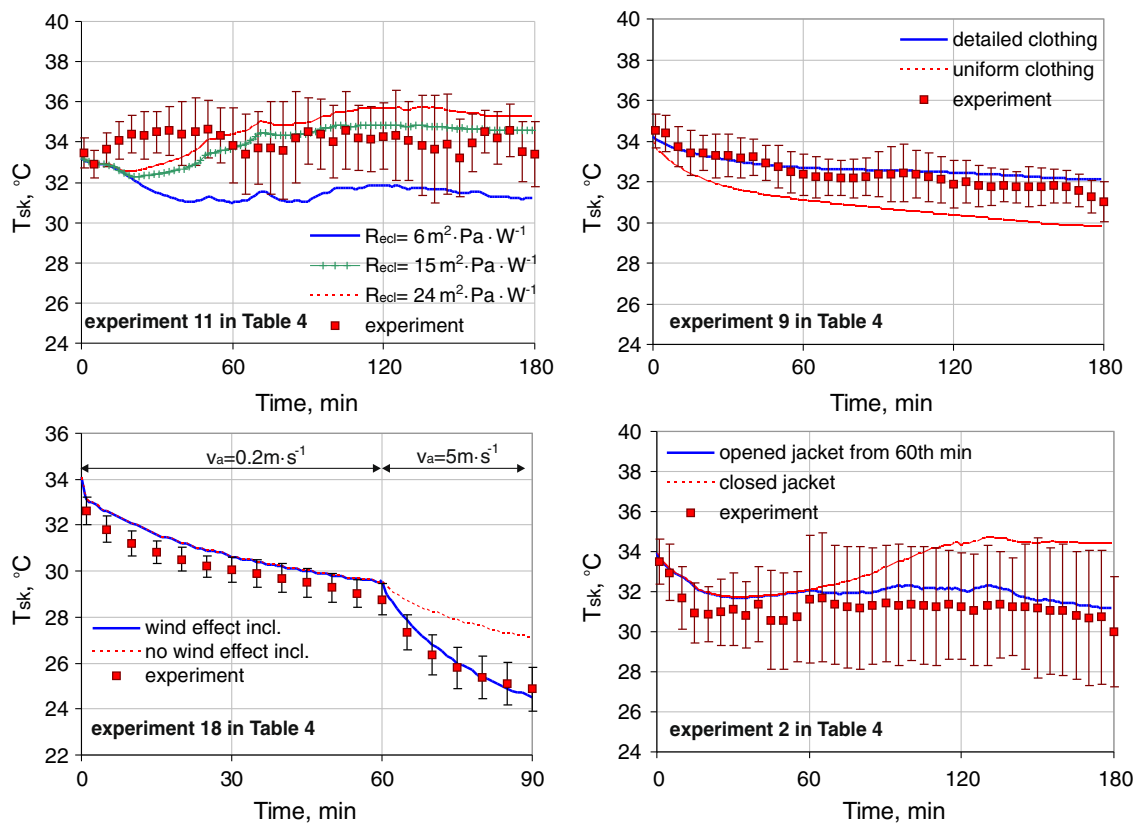 40
38
36
34
32
30
28
26
24
Tsk, °C
Recl= 6 m²·Pa·W⁻¹
Recl= 15 m²·Pa·W⁻¹
Recl= 24 m²·Pa·W⁻¹
experiment
experiment 11 in Table 4
0 60 120 180
Time, min
40
38
36
34
32
30
28
26
24
Tsk, °C
detailed clothing
uniform clothing
experiment
experiment 9 in Table 4
0 60 120 180
Time, min
36
34
32
30
28
26
24
22
Tsk, °C
va=0.2m·s⁻¹ va=5m·s⁻¹
wind effect incl.
no wind effect incl.
experiment
experiment 18 in Table 4
0 30 60 90
Time, min
40
38
36
34
32
30
28
26
24
Tsk, °C
opened jacket from 60th min
closed jacket
experiment
experiment 2 in Table 4
0 60 120 180
Time, min